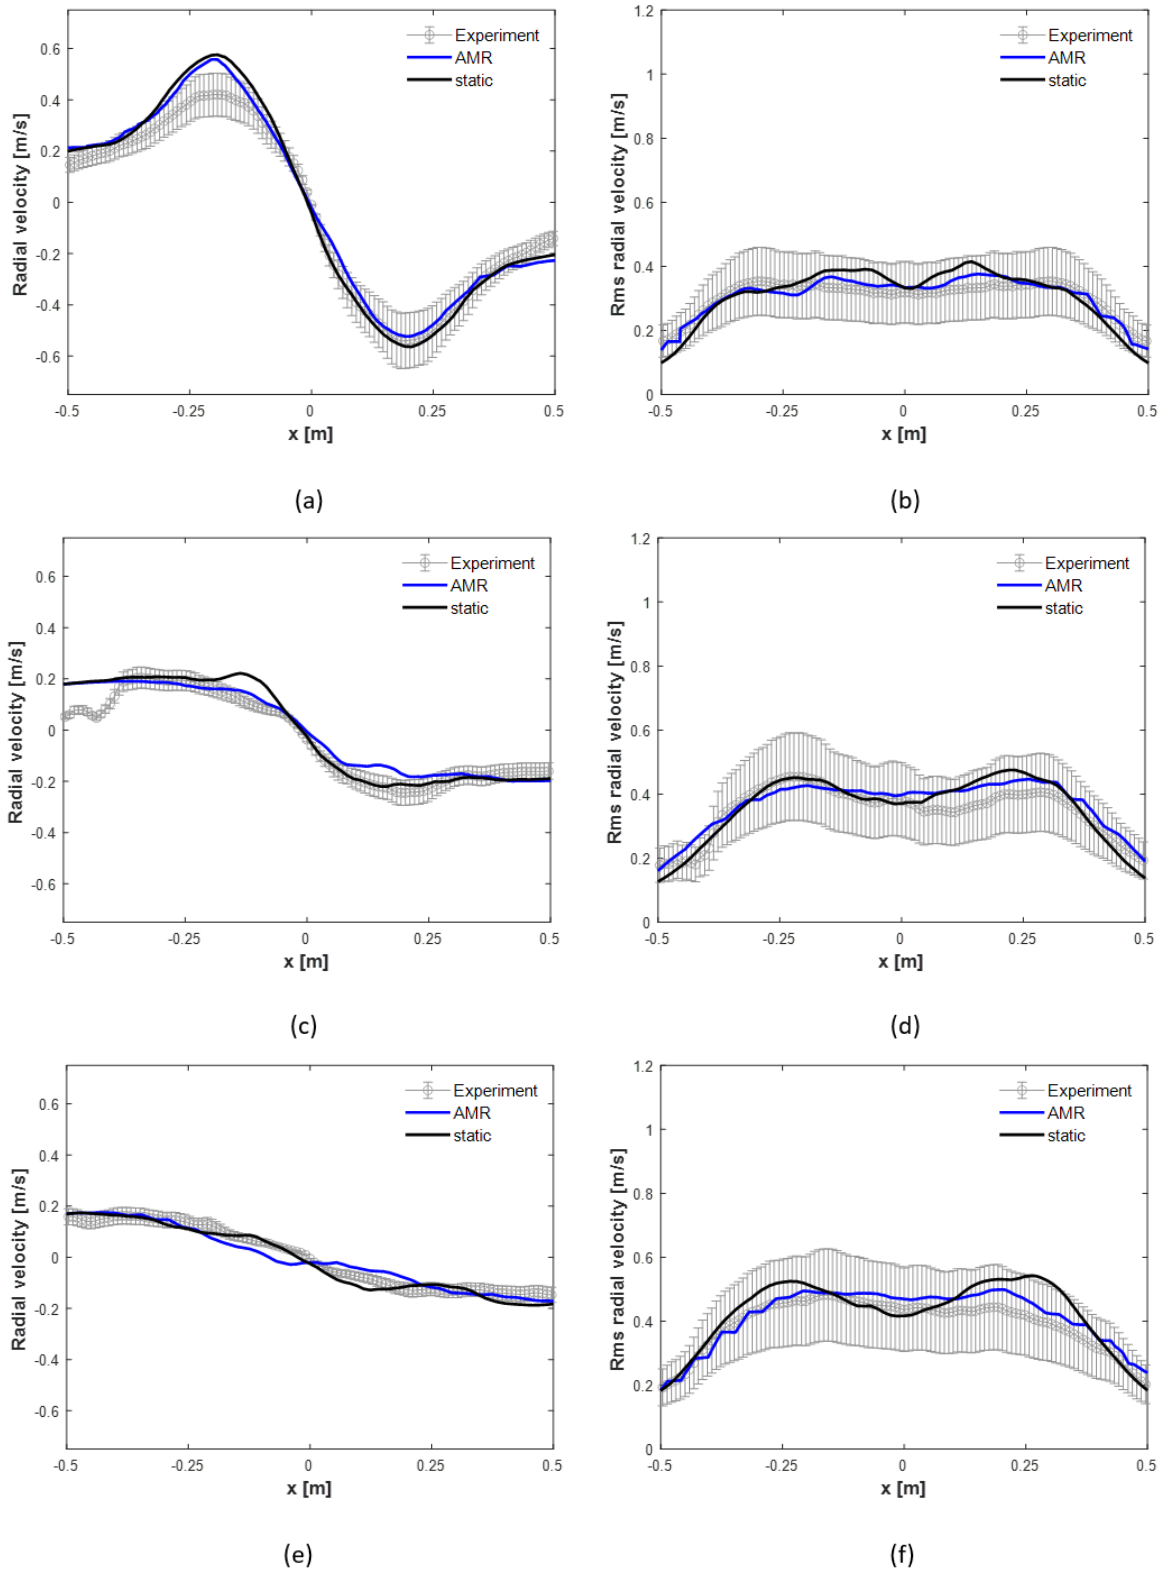 Radial velocity [m/s]
0.6
0.4
0.2
0
-0.2
-0.4
-0.6
-0.5
-0.25
0
0.25
0.5
x [m]
Experiment
AMR
static
(a)
Rms radial velocity [m/s]
1.2
1
0.8
0.6
0.4
0.2
0
-0.5
-0.25
0
0.25
0.5
x [m]
Experiment
AMR
static
(b)
Radial velocity [m/s]
0.6
0.4
0.2
0
-0.2
-0.4
-0.6
-0.5
-0.25
0
0.25
0.5
x [m]
Experiment
AMR
static
(c)
Rms radial velocity [m/s]
1.2
1
0.8
0.6
0.4
0.2
0
-0.5
-0.25
0
0.25
0.5
x [m]
Experiment
AMR
static
(d)
Radial velocity [m/s]
0.6
0.4
0.2
0
-0.2
-0.4
-0.6
-0.5
-0.25
0
0.25
0.5
x [m]
Experiment
AMR
static
(e)
Rms radial velocity [m/s]
1.2
1
0.8
0.6
0.4
0.2
0
-0.5
-0.25
0
0.25
0.5
x [m]
Experiment
AMR
static
(f)